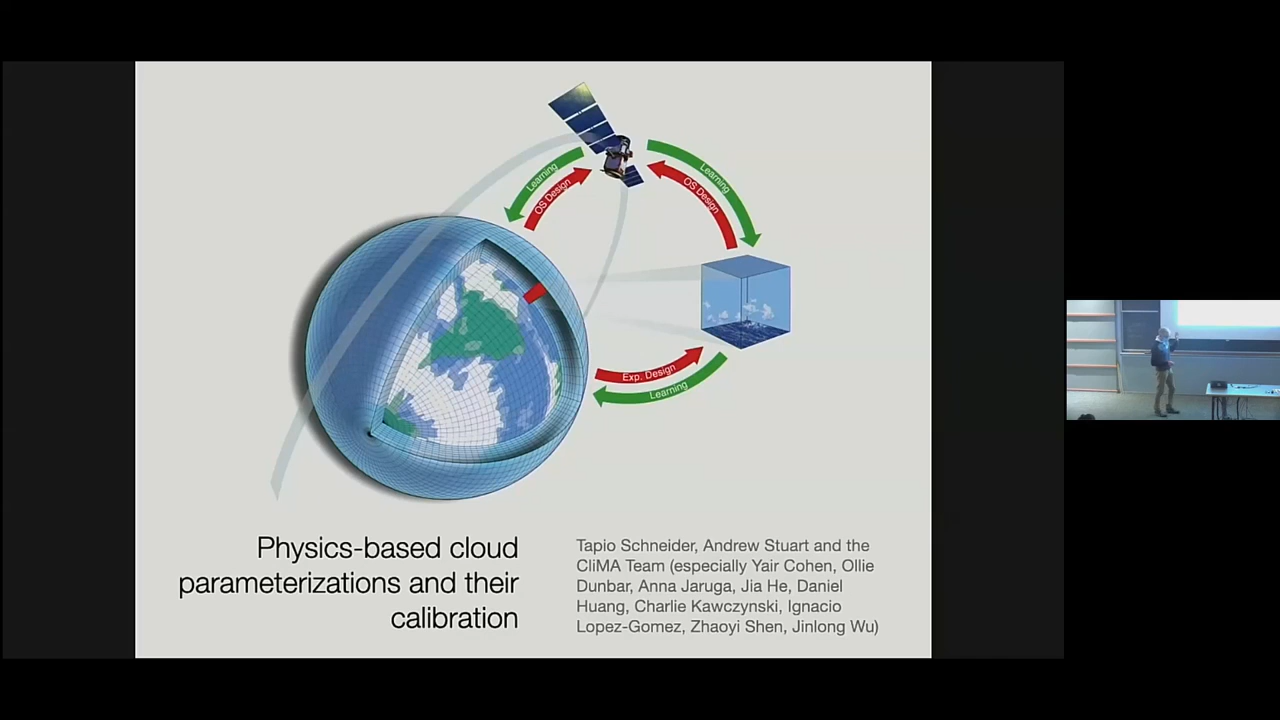 Learning
OS Design
Learning
OS Design
Exp. Design
Learning
Physics-based cloud
parameterizations and their
calibration
Tapio Schneider, Andrew Stuart and the
CliMA Team (especially Yair Cohen, Ollie
Dunbar, Anna Jaruga, Jia He, Daniel
Huang, Charlie Kawczynski, Ignacio
Lopez-Gomez, Zhaoyi Shen, Jinlong Wu)